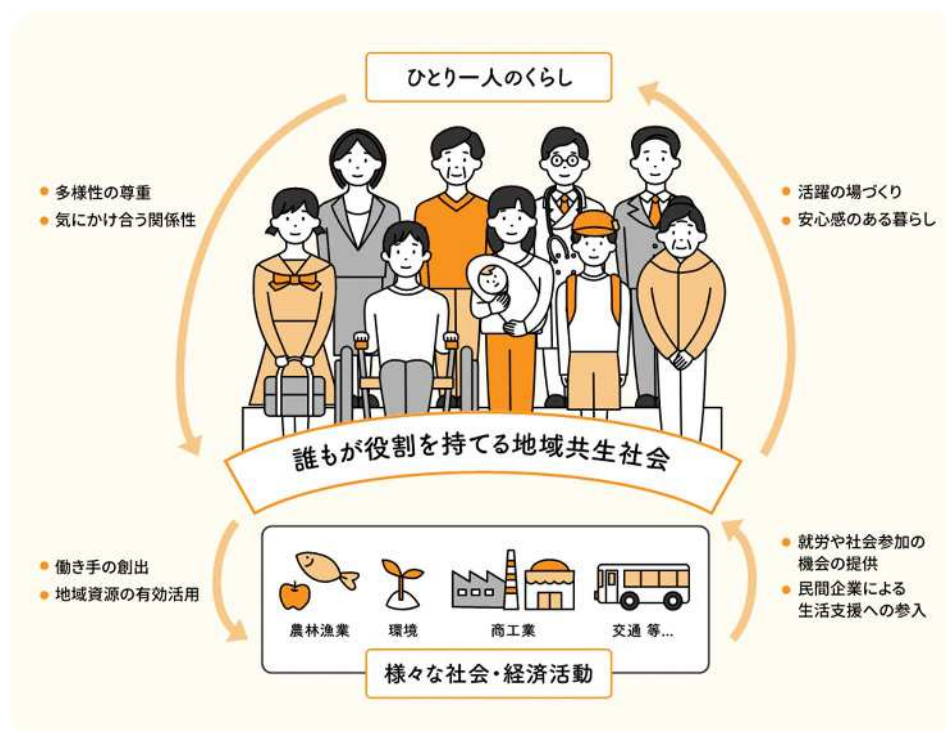 ひとり一人のくらし
● 多様性の尊重
● 気にかけ合う関係性
● 活躍の場づくり
● 安心感のある暮らし
誰もが役割を持てる地域共生社会
● 働き手の創出
● 地域資源の有効活用
● 就労や社会参加の
機会の提供
● 民間企業による
生活支援への参入
農林漁業 環境 商工業 交通 等...
様々な社会・経済活動